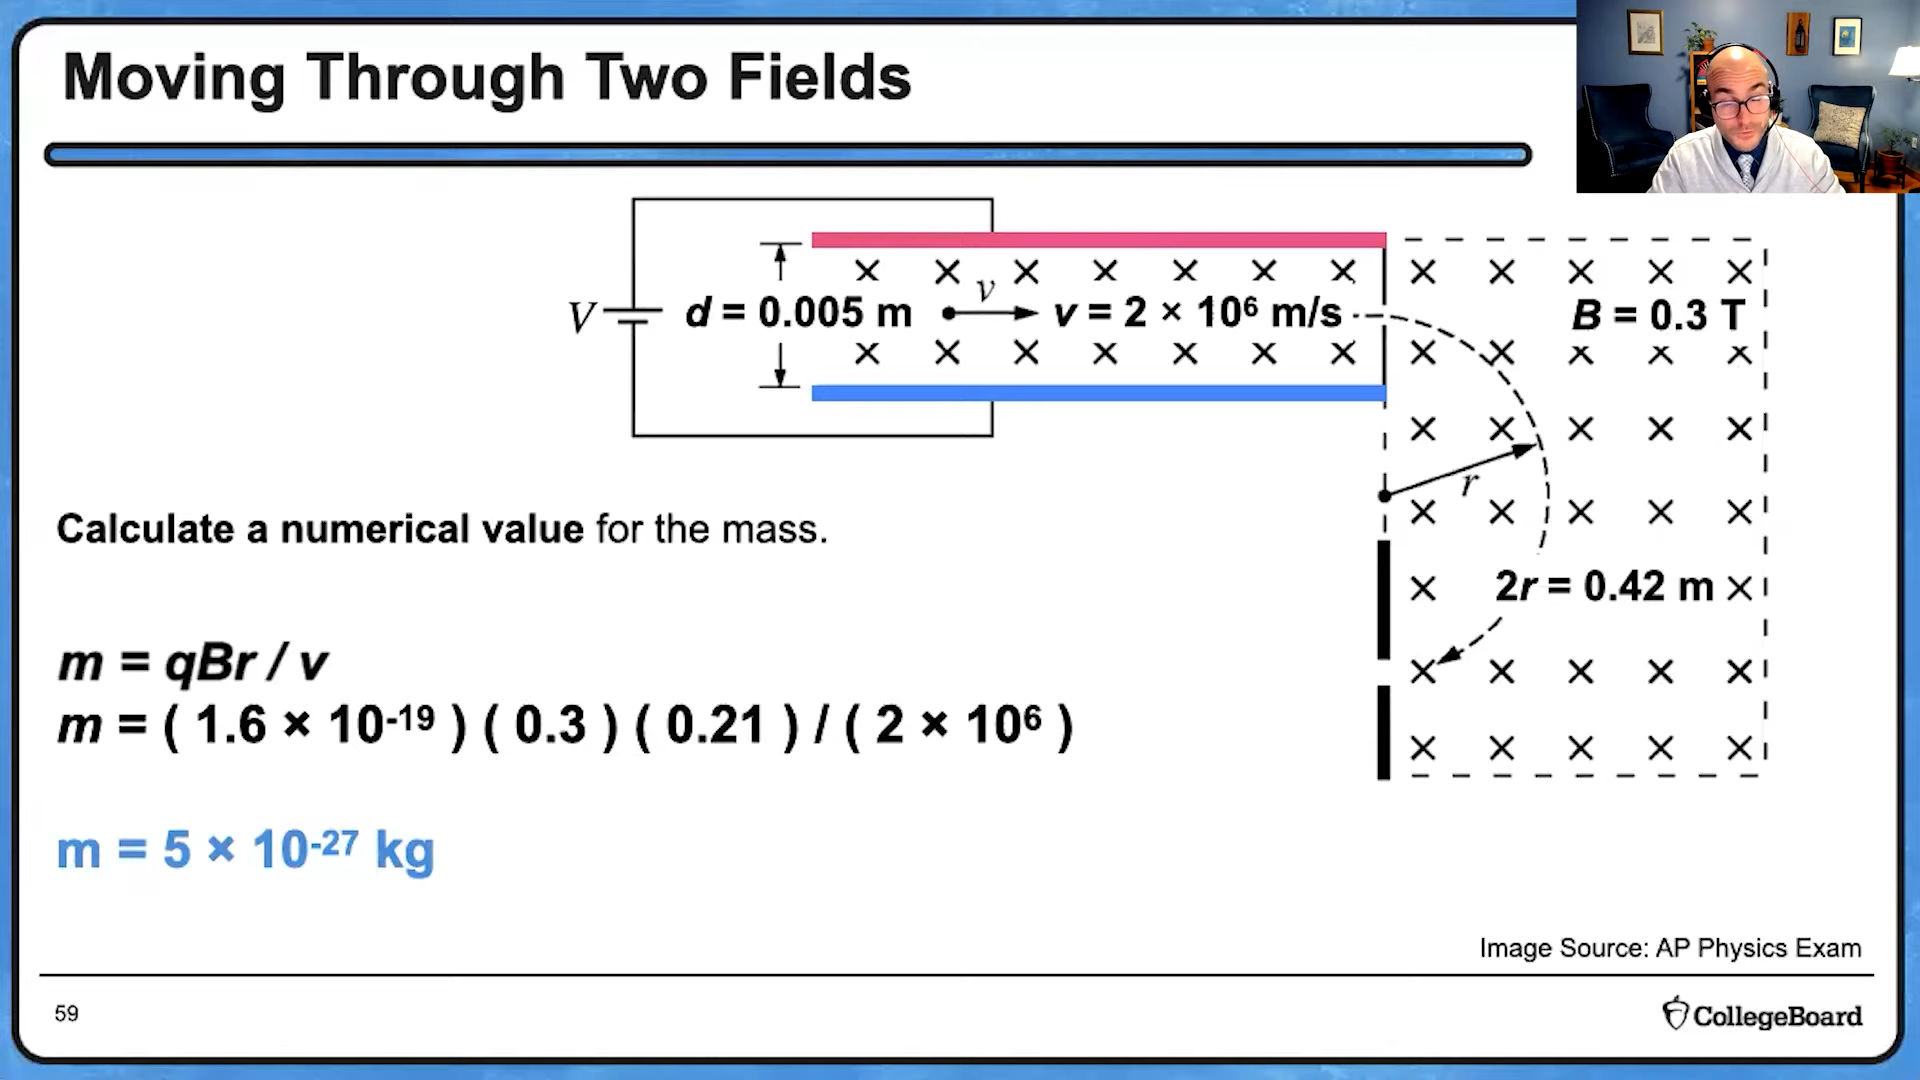 Moving Through Two Fields
V
d = 0.005 m
v
v = 2 × 10⁶ m/s
B = 0.3 T
r
2r = 0.42 m
Calculate a numerical value for the mass.
m = qBr / v
m = ( 1.6 × 10⁻¹⁹ ) ( 0.3 ) ( 0.21 ) / ( 2 × 10⁶ )
m = 5 × 10⁻²⁷ kg
Image Source: AP Physics Exam
59
CollegeBoard